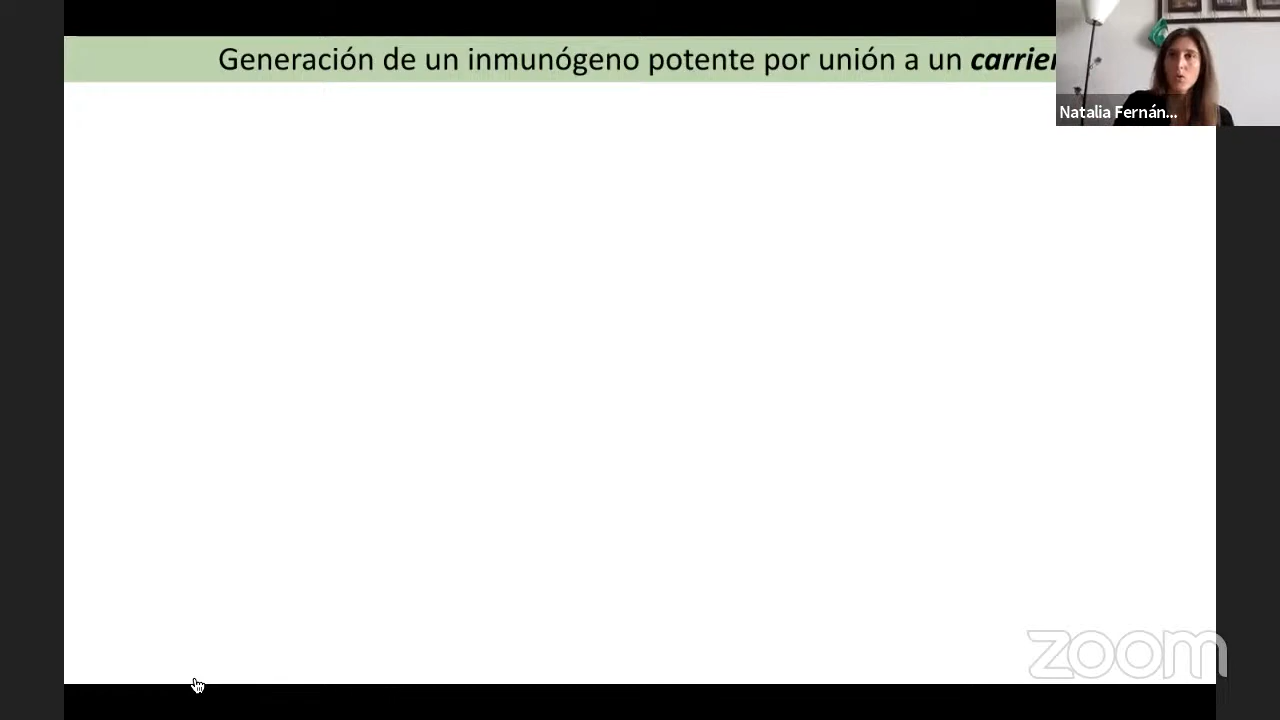 Generación de un inmunógeno potente por unión a un carrier
Natalia Fernán...
zoom